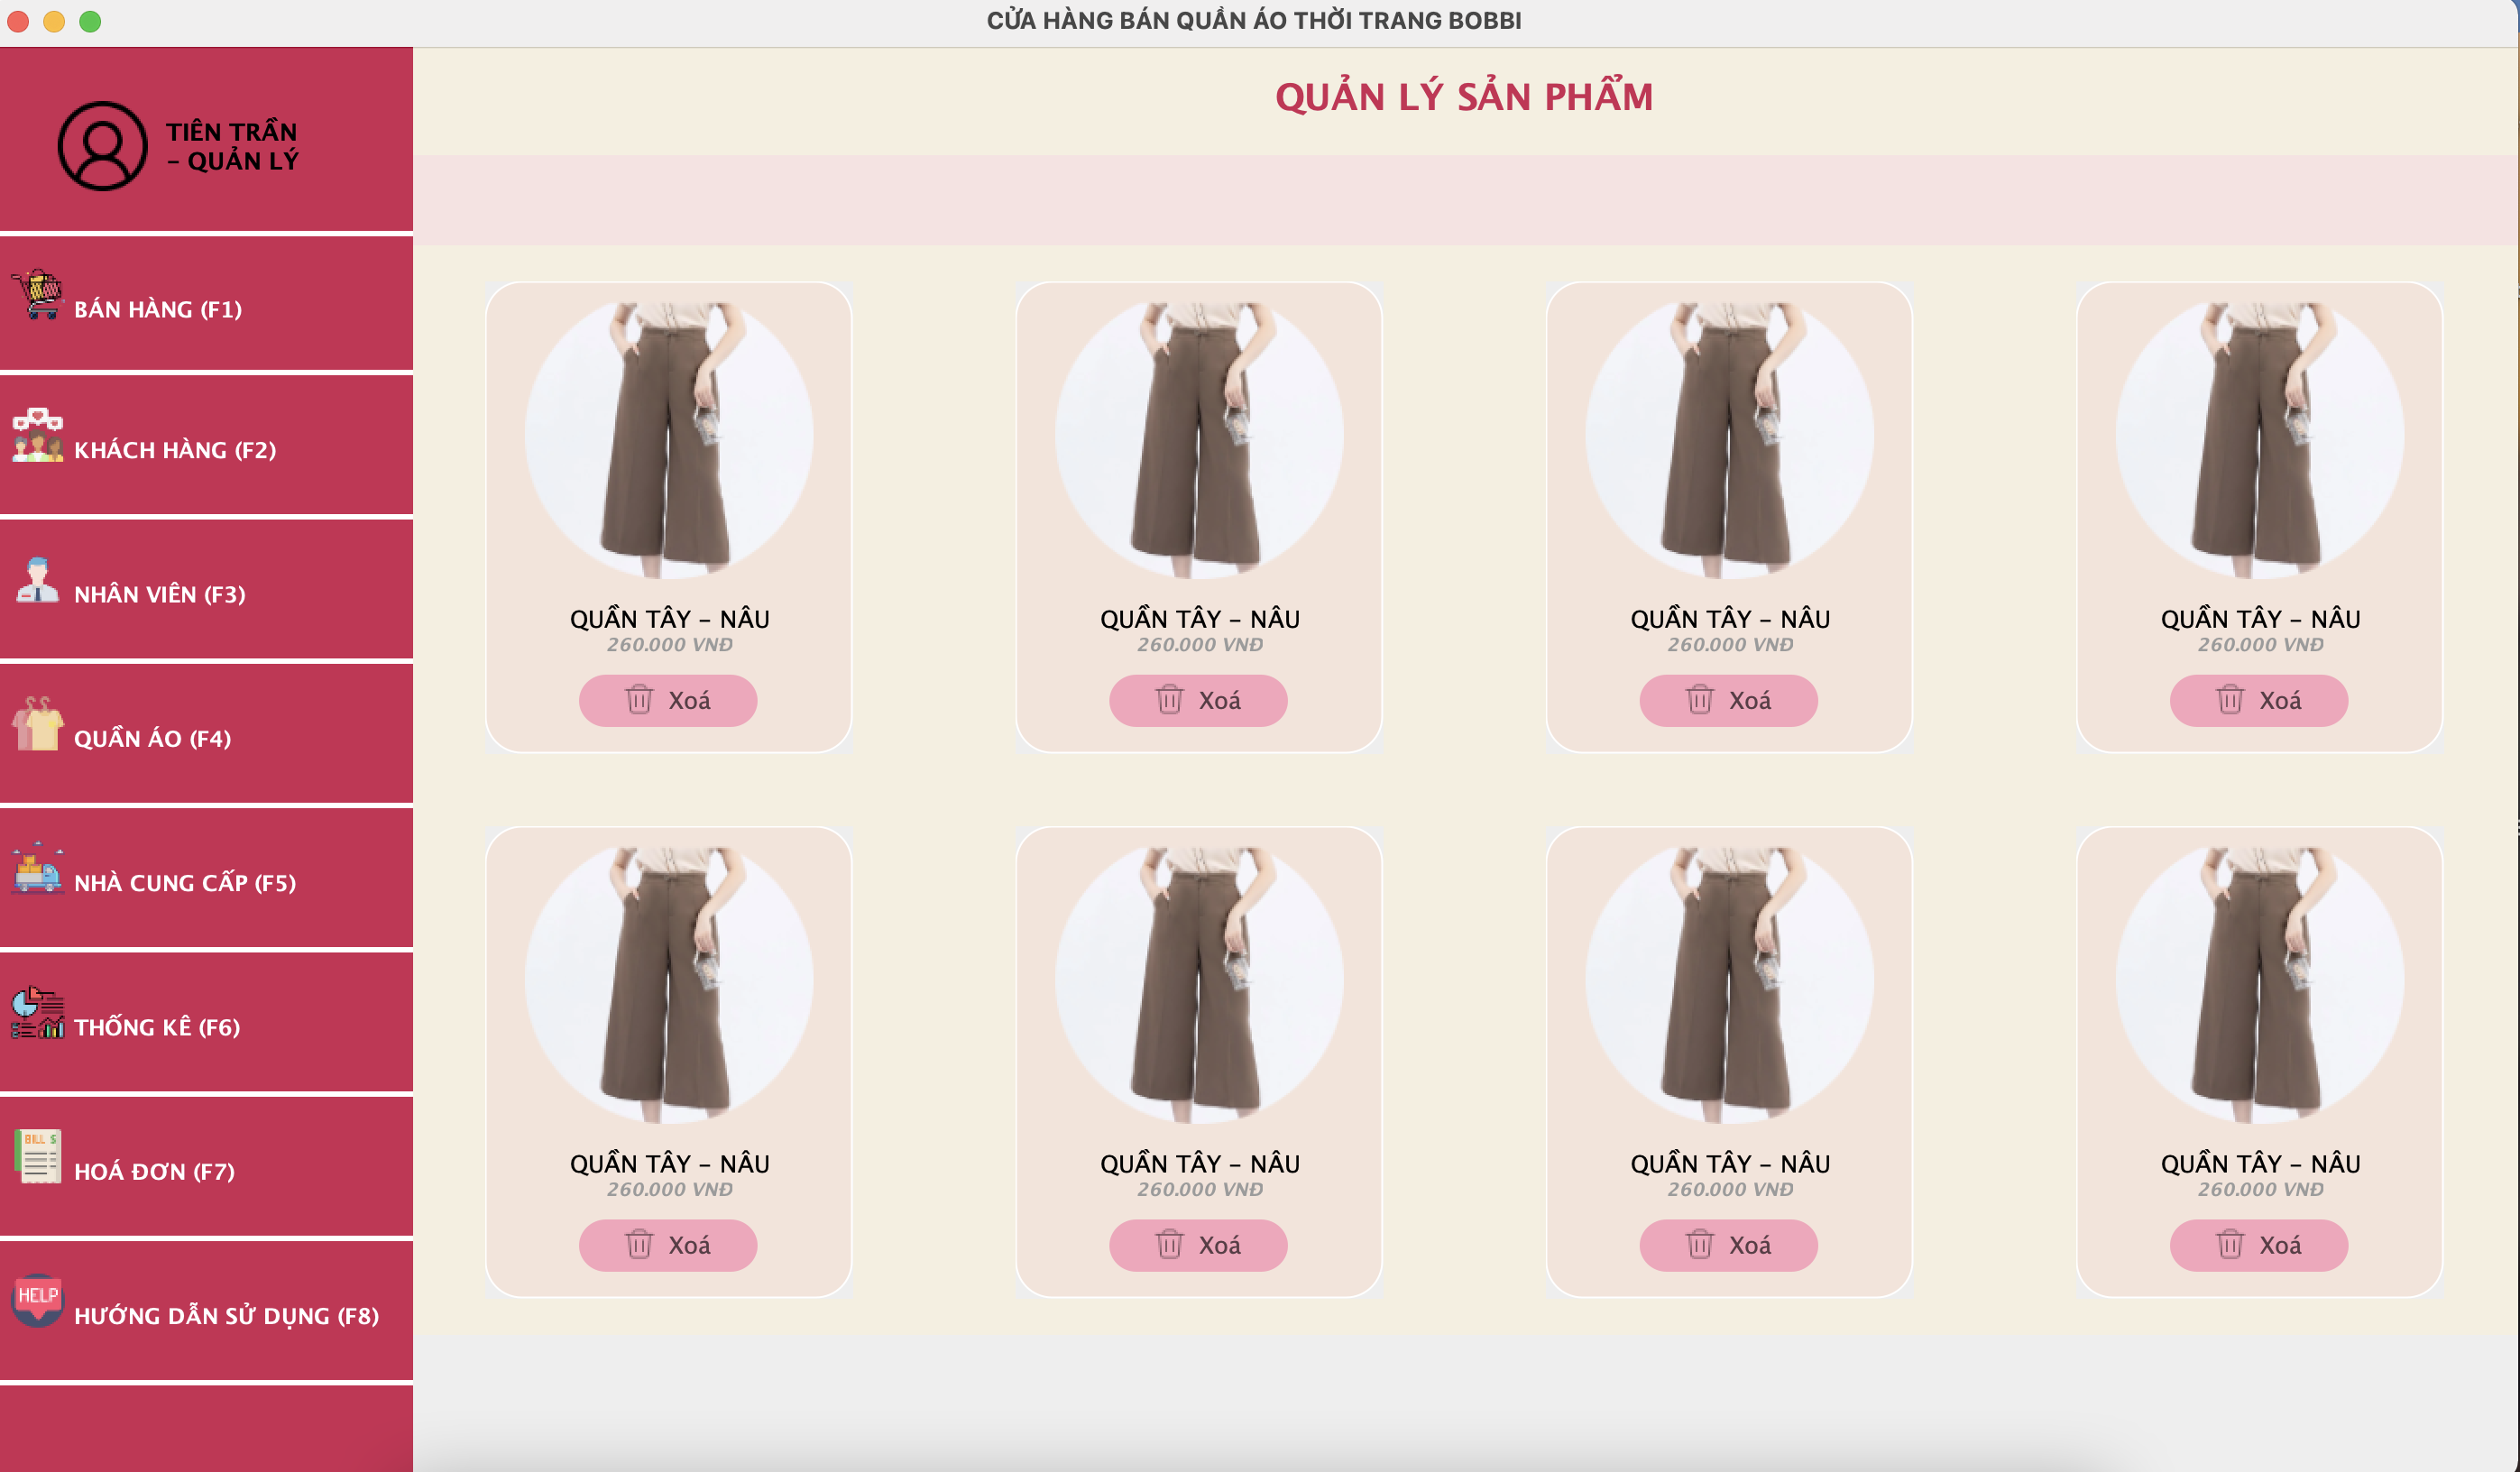 CỬA HÀNG BÁN QUẦN ÁO THỜI TRANG BOBBI
TIÊN TRẦN
– QUẢN LÝ
BÁN HÀNG (F1)
KHÁCH HÀNG (F2)
NHÂN VIÊN (F3)
QUẦN ÁO (F4)
NHÀ CUNG CẤP (F5)
THỐNG KÊ (F6)
BILL $
HOÁ ĐƠN (F7)
HELP
HƯỚNG DẪN SỬ DỤNG (F8)
QUẢN LÝ SẢN PHẨM
QUẦN TÂY – NÂU
260.000 VNĐ
Xoá
QUẦN TÂY – NÂU
260.000 VNĐ
Xoá
QUẦN TÂY – NÂU
260.000 VNĐ
Xoá
QUẦN TÂY – NÂU
260.000 VNĐ
Xoá
QUẦN TÂY – NÂU
260.000 VNĐ
Xoá
QUẦN TÂY – NÂU
260.000 VNĐ
Xoá
QUẦN TÂY – NÂU
260.000 VNĐ
Xoá
QUẦN TÂY – NÂU
260.000 VNĐ
Xoá